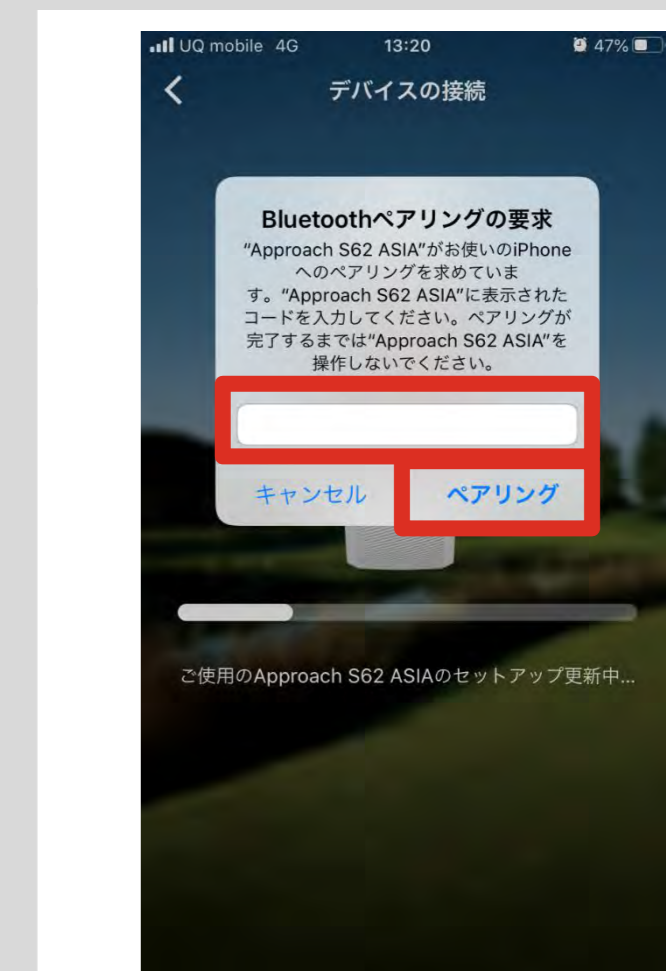 UQ mobile 4G 13:20 47%
デバイスの接続
Bluetoothペアリングの要求
“Approach S62 ASIA”がお使いのiPhone
へのペアリングを求めていま
す。“Approach S62 ASIA”に表示された
コードを入力してください。ペアリングが
完了するまでは“Approach S62 ASIA”を
操作しないでください。
キャンセル ペアリング
ご使用のApproach S62 ASIAのセットアップ更新中...